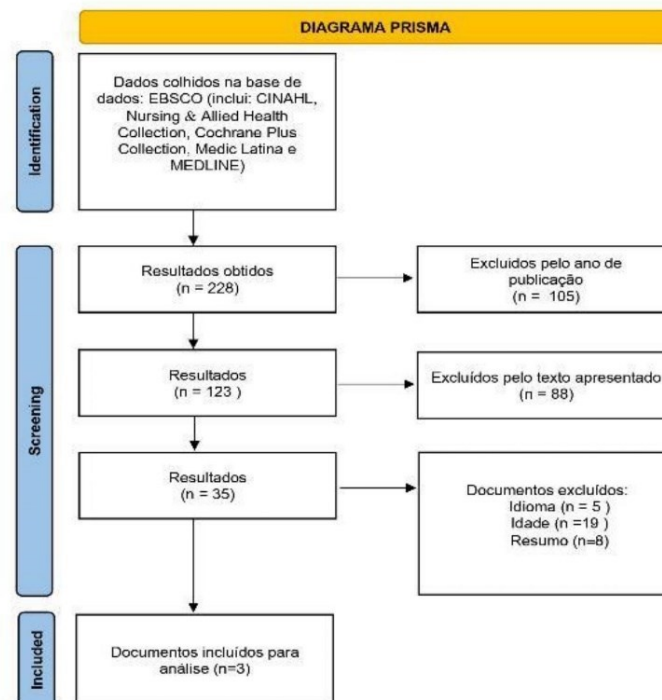 DIAGRAMA PRISMA
Identification
Dados colhidos na base de
dados: EBSCO (inclui: CINAHL,
Nursing & Allied Health
Collection, Cochrane Plus
Collection, Medic Latina e
MEDLINE)
Screening
Resultados obtidos
(n = 228)
Excluidos pelo ano de
publicação
(n = 105)
Resultados
(n = 123 )
Excluídos pelo texto apresentado
(n = 88)
Resultados
(n = 35)
Documentos excluídos:
Idioma (n = 5 )
Idade (n =19 )
Resumo (n=8)
Included
Documentos incluídos para
análise (n=3)